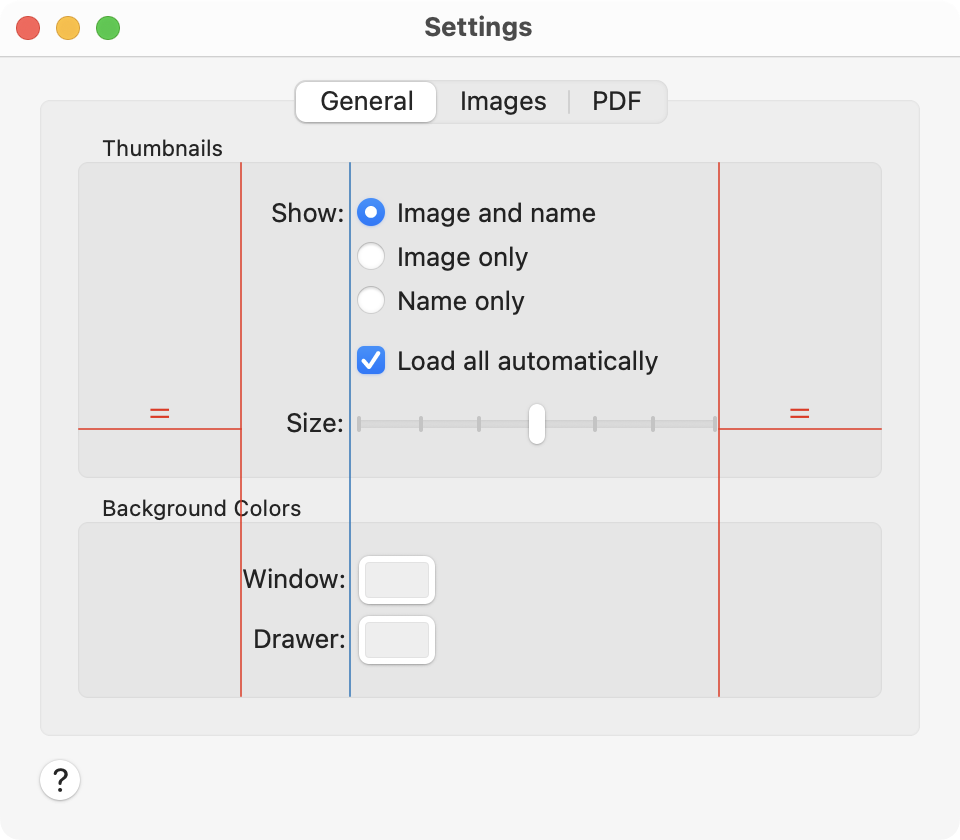 Settings
General Images PDF
Thumbnails
Show: Image and name
Image only
Name only
Load all automatically
= =
Size:
Background Colors
Window:
Drawer:
?